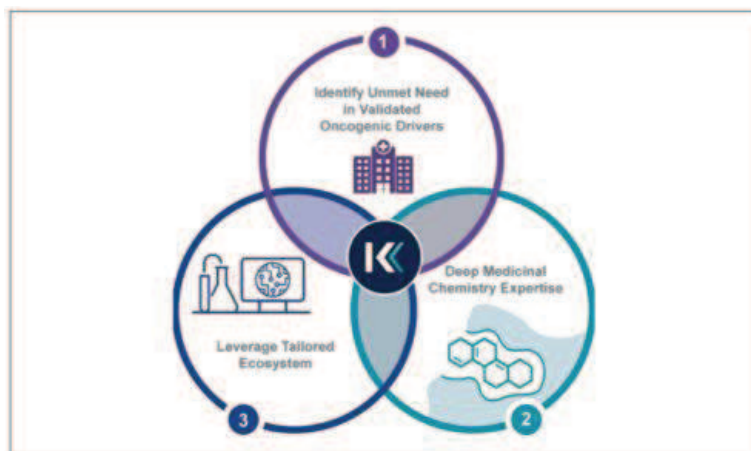 1
Identify Unmet Need
in Validated
Oncogenic Drivers
Deep Medicinal
Chemistry Expertise
2
Leverage Tailored
Ecosystem
3
K